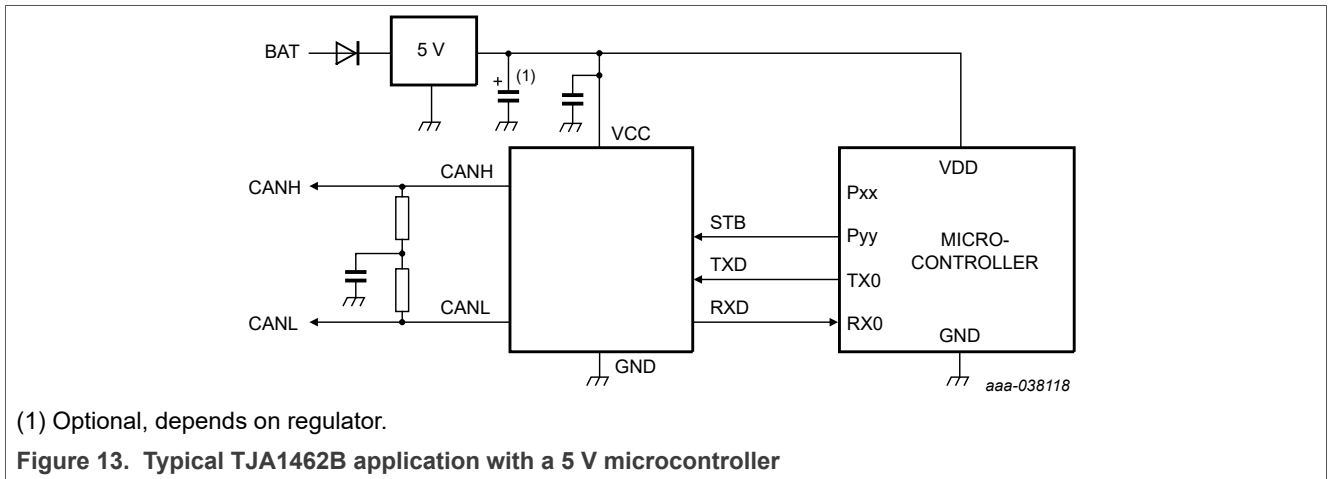 BAT
5 V
+
(1)
VCC
CANH
CANH
CANL
CANL
GND
STB
TXD
RXD
VDD
Pxx
Pyy
TX0
RX0
MICRO-
CONTROLLER
GND
aaa-038118
(1) Optional, depends on regulator.
Figure 13. Typical TJA1462B application with a 5 V microcontroller